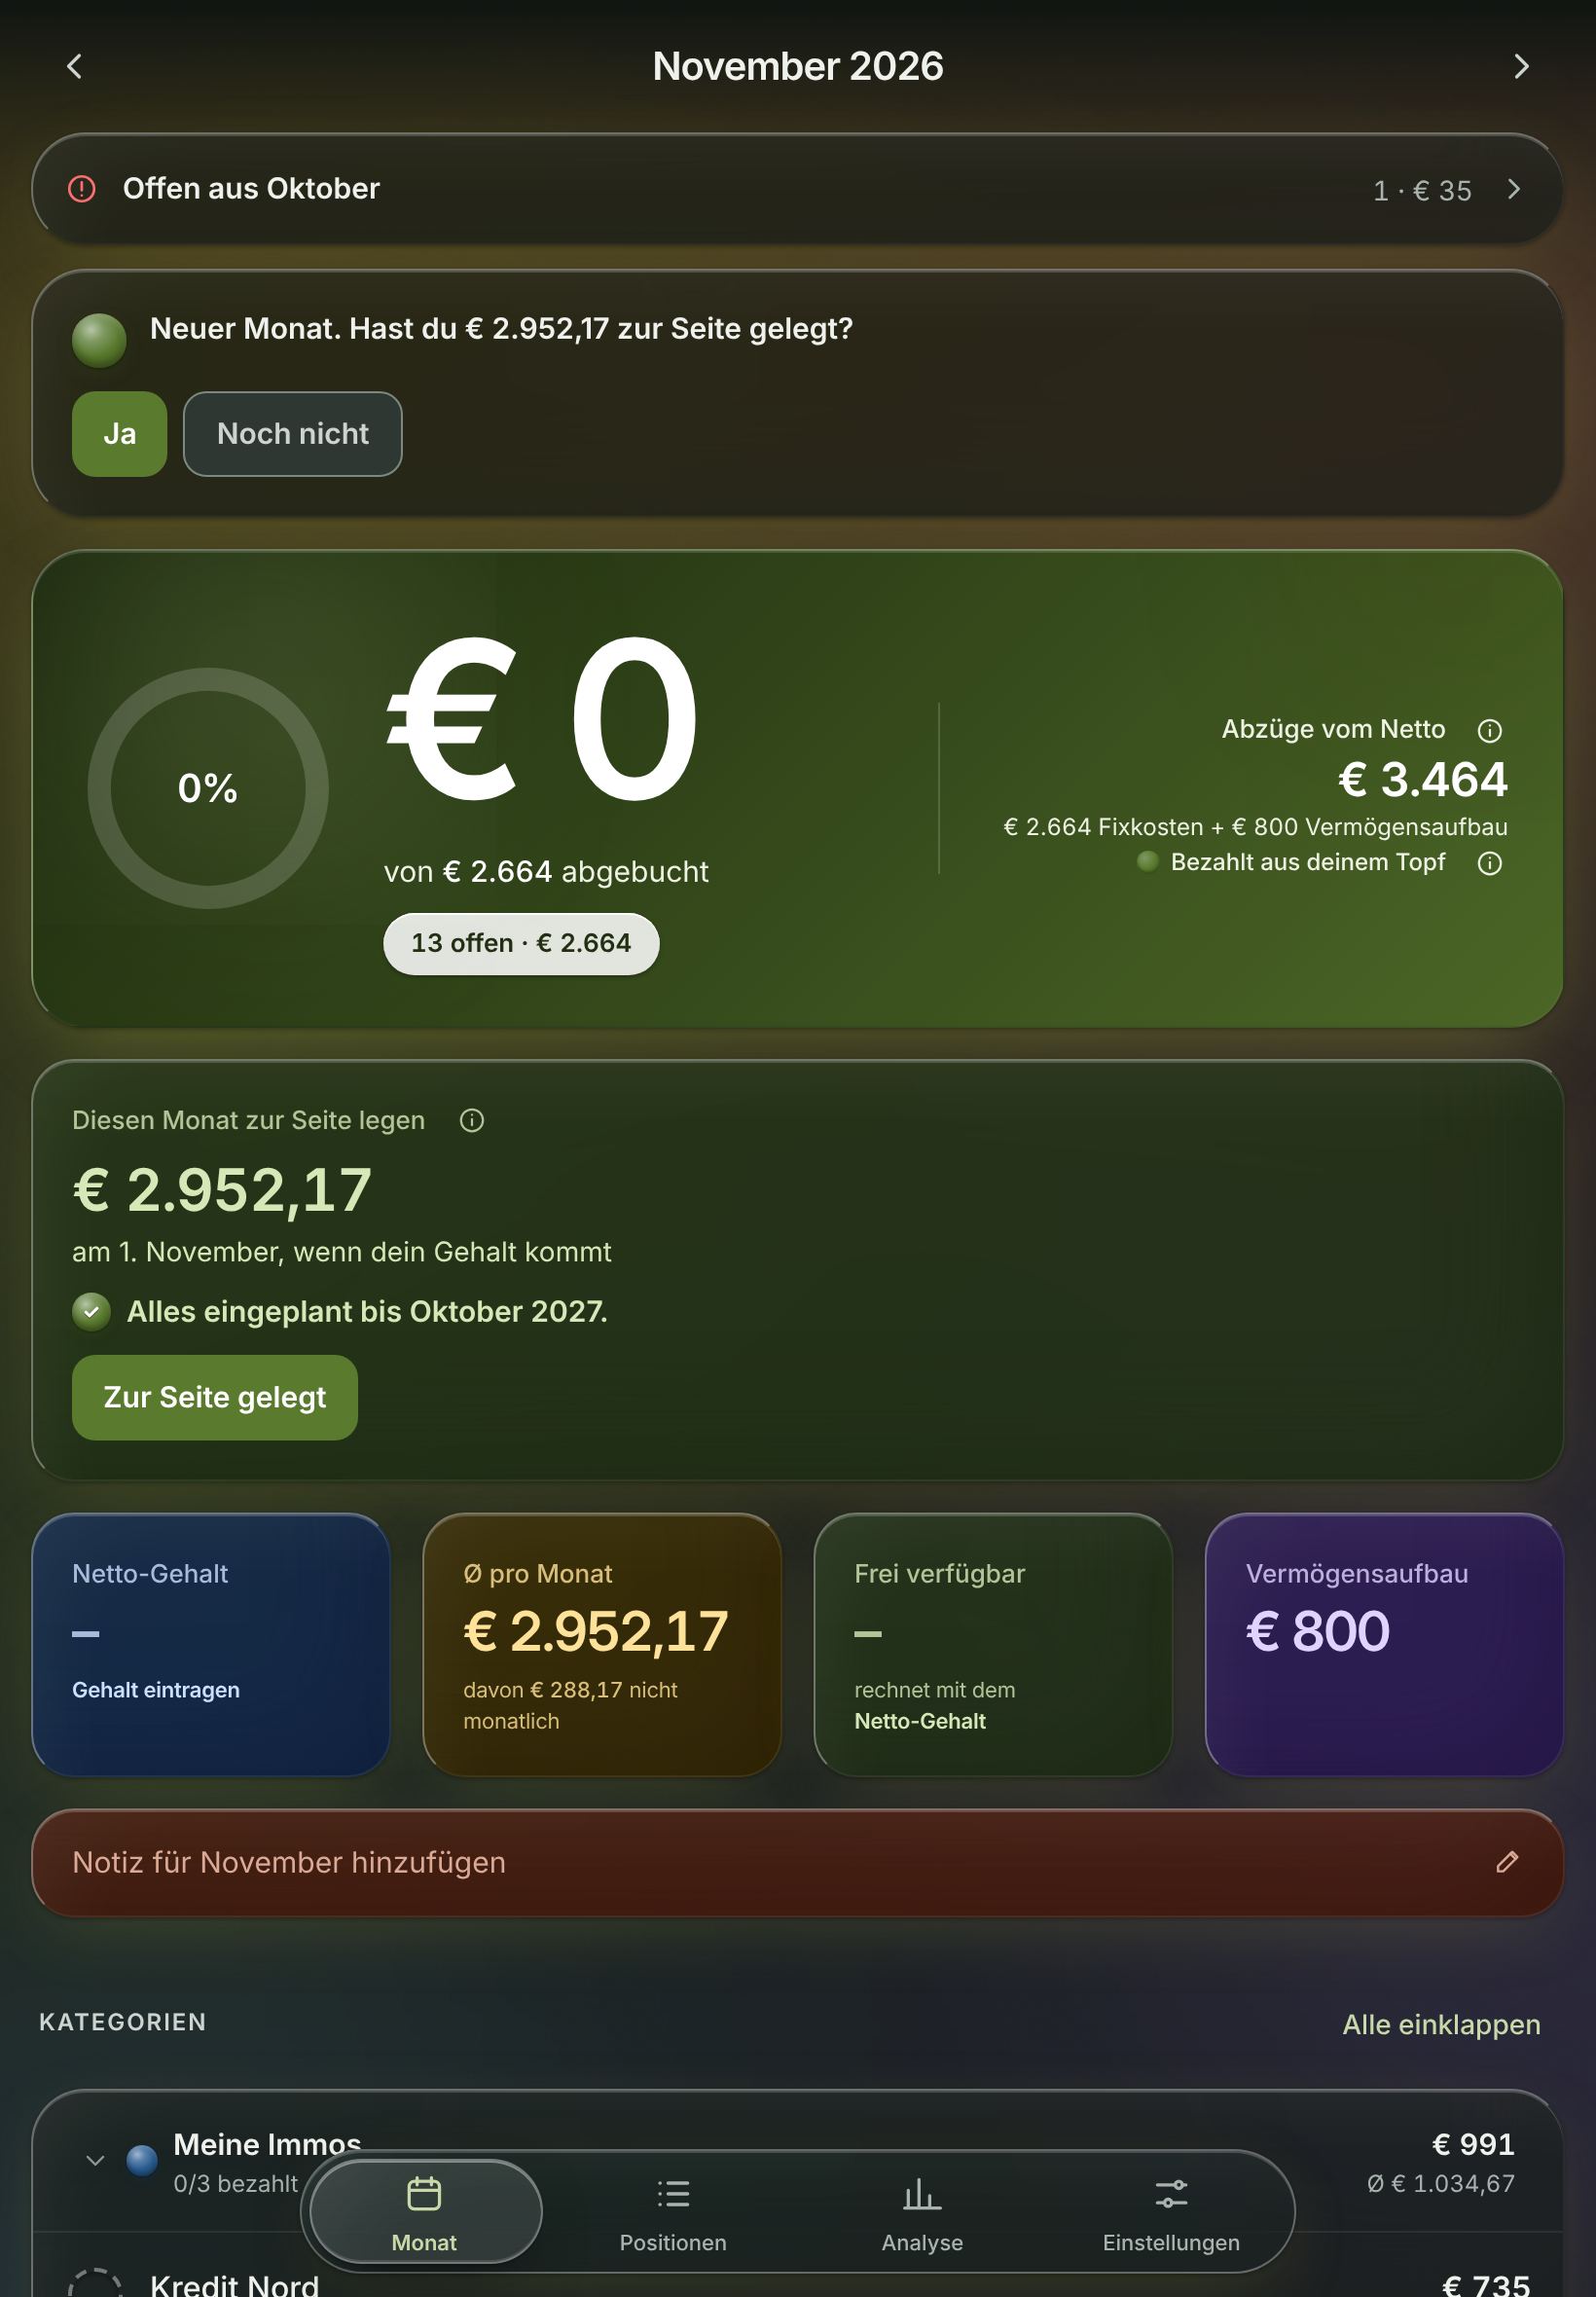 November 2026
Offen aus Oktober
1 · € 35
Neuer Monat. Hast du € 2.952,17 zur Seite gelegt?
Ja
Noch nicht
0%
€ 0
von € 2.664 abgebucht
13 offen · € 2.664
Abzüge vom Netto
€ 3.464
€ 2.664 Fixkosten + € 800 Vermögensaufbau
Bezahlt aus deinem Topf
Diesen Monat zur Seite legen
€ 2.952,17
am 1. November, wenn dein Gehalt kommt
Alles eingeplant bis Oktober 2027.
Zur Seite gelegt
Netto-Gehalt
–
Gehalt eintragen
Ø pro Monat
€ 2.952,17
davon € 288,17 nicht
monatlich
Frei verfügbar
–
rechnet mit dem
Netto-Gehalt
Vermögensaufbau
€ 800
Notiz für November hinzufügen
KATEGORIEN
Alle einklappen
Meine Immos
€ 991
0/3 bezahlt
Ø € 1.034,67
Monat
Positionen
Analyse
Einstellungen
Kredit Nord
€ 735